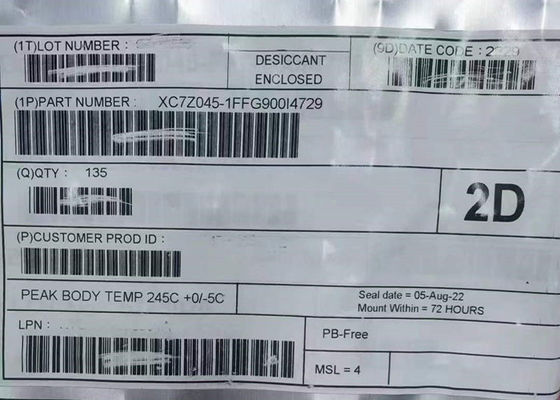 (1T)LOT NUMBER :
DESICCANT
ENCLOSED
(9D)DATE CODE :
(1P)PART NUMBER : XC7Z045-1FFG900I4729
(Q)QTY : 135
2D
(P)CUSTOMER PROD ID :
PEAK BODY TEMP 245C +0/-5C
Seal date = 05-Aug-22
Mount Within = 72 HOURS
LPN :
PB-Free
MSL = 4